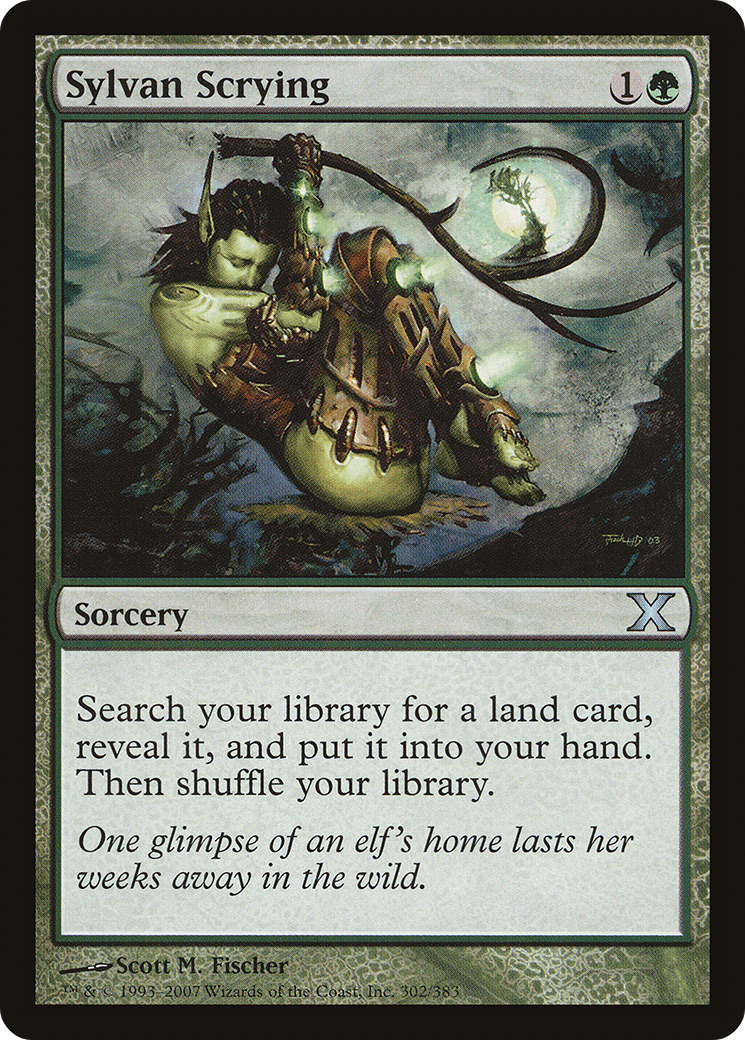 Sylvan Scrying
1
Sorcery
X
Search your library for a land card,
reveal it, and put it into your hand.
Then shuffle your library.
One glimpse of an elf's home lasts her
weeks away in the wild.
Scott M. Fischer
™ & © 1993–2007 Wizards of the Coast, Inc. 302/383